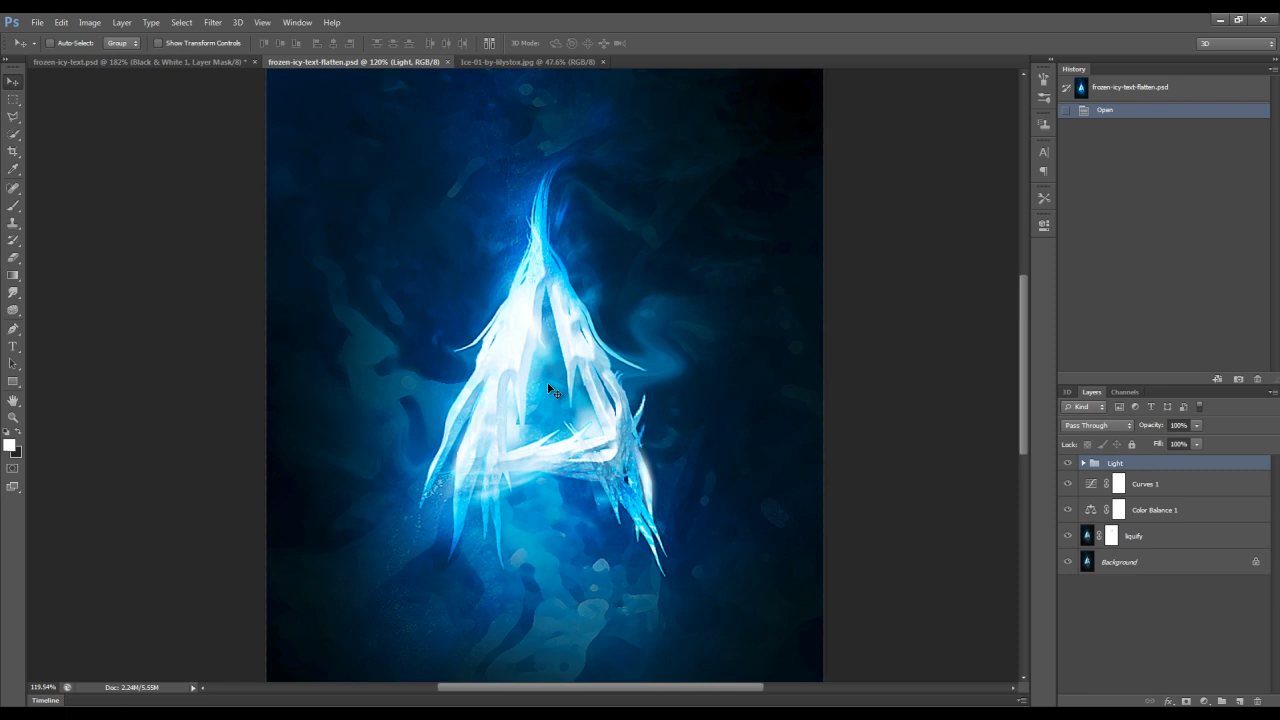 Ps File Edit Image Layer Type Select Filter 3D View Window Help
Auto-Select: Group Show Transform Controls 3D Mode: 3D
frozen-icy-text.psd @ 182% (Black & White 1, Layer Mask/8) * × frozen-icy-text-flatten.psd @ 120% (Light, RGB/8) × Ice-01-by-lilystox.jpg @ 47.6% (RGB/8) ×
History
frozen-icy-text-flatten.psd
Open
3D Layers Channels
Kind
Pass Through Opacity: 100%
Lock: Fill: 100%
Light
Curves 1
Color Balance 1
liquify
Background
119.54% Doc: 2.24M/5.55M
Timeline